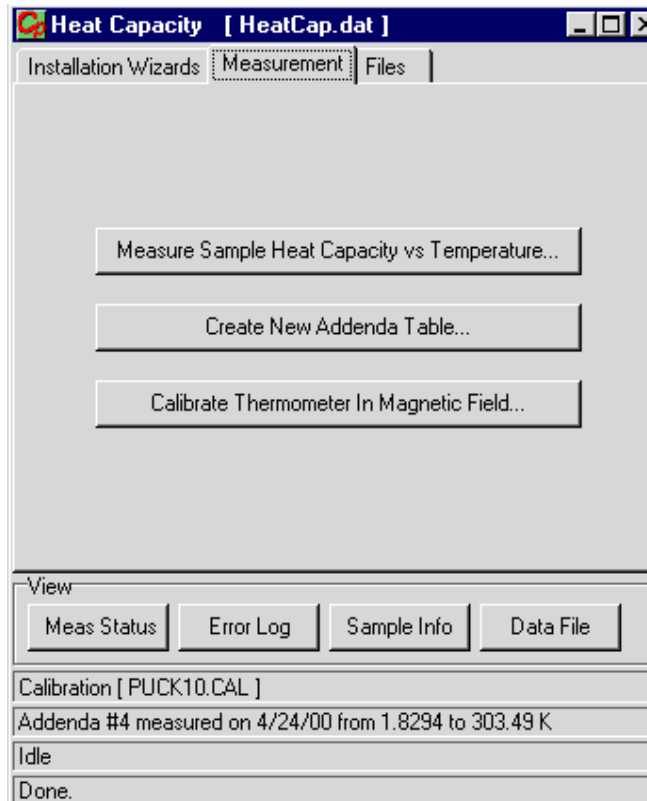 Cp Heat Capacity [ HeatCap.dat ]
Installation Wizards Measurement Files
Measure Sample Heat Capacity vs Temperature...
Create New Addenda Table...
Calibrate Thermometer In Magnetic Field...
View
Meas Status Error Log Sample Info Data File
Calibration [ PUCK10.CAL ]
Addenda #4 measured on 4/24/00 from 1.8294 to 303.49 K
Idle
Done.